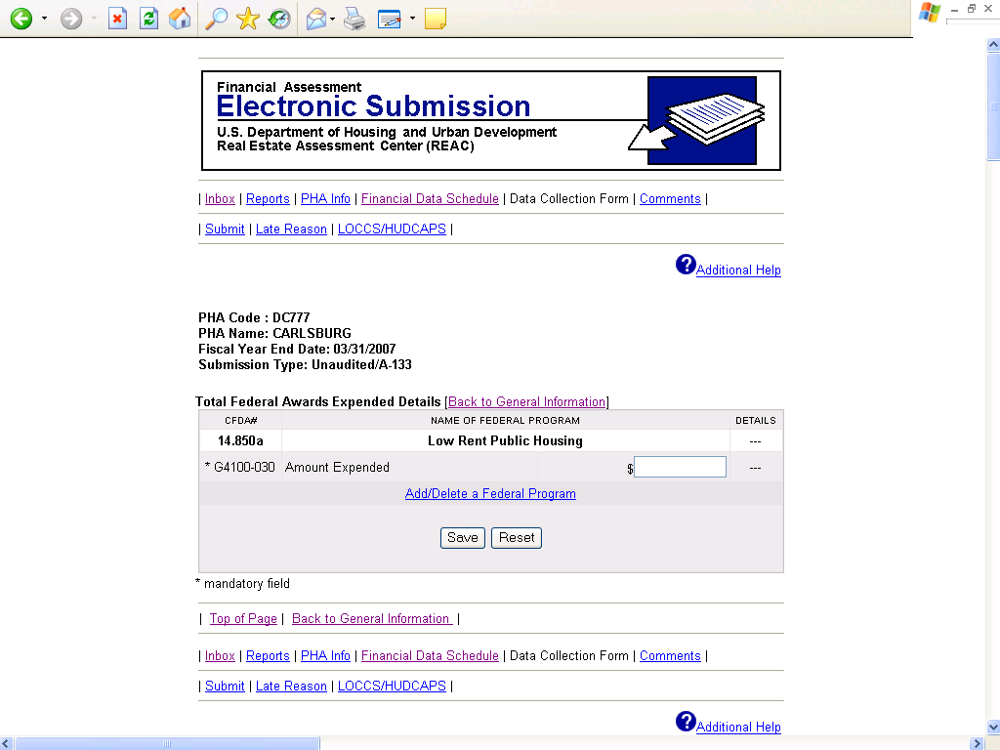 Financial Assessment
Electronic Submission
U.S. Department of Housing and Urban Development
Real Estate Assessment Center (REAC)
| Inbox | Reports | PHA Info | Financial Data Schedule | Data Collection Form | Comments |
| Submit | Late Reason | LOCCS/HUDCAPS |
? Additional Help
PHA Code : DC777
PHA Name: CARLSBURG
Fiscal Year End Date: 03/31/2007
Submission Type: Unaudited/A-133
Total Federal Awards Expended Details [Back to General Information]
CFDA# NAME OF FEDERAL PROGRAM DETAILS
14.850a Low Rent Public Housing ---
* G4100-030 Amount Expended $ ---
Add/Delete a Federal Program
Save Reset
* mandatory field
| Top of Page | Back to General Information |
| Inbox | Reports | PHA Info | Financial Data Schedule | Data Collection Form | Comments |
| Submit | Late Reason | LOCCS/HUDCAPS |
? Additional Help